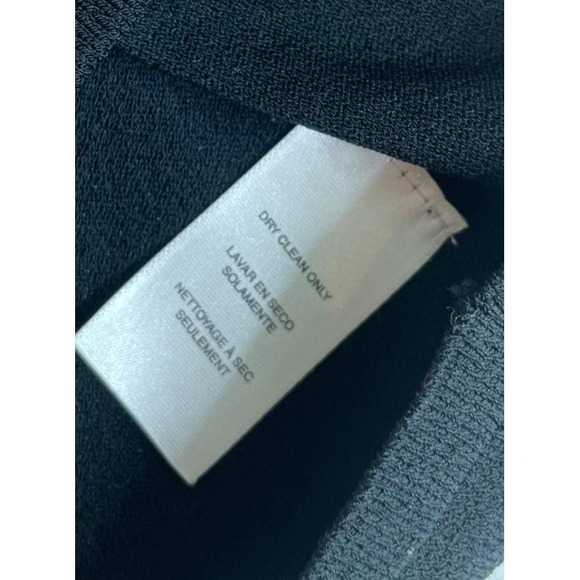 DRY CLEAN ONLY
LAVAR EN SECO
SOLAMENTE
NETTOYAGE À SEC
SEULEMENT